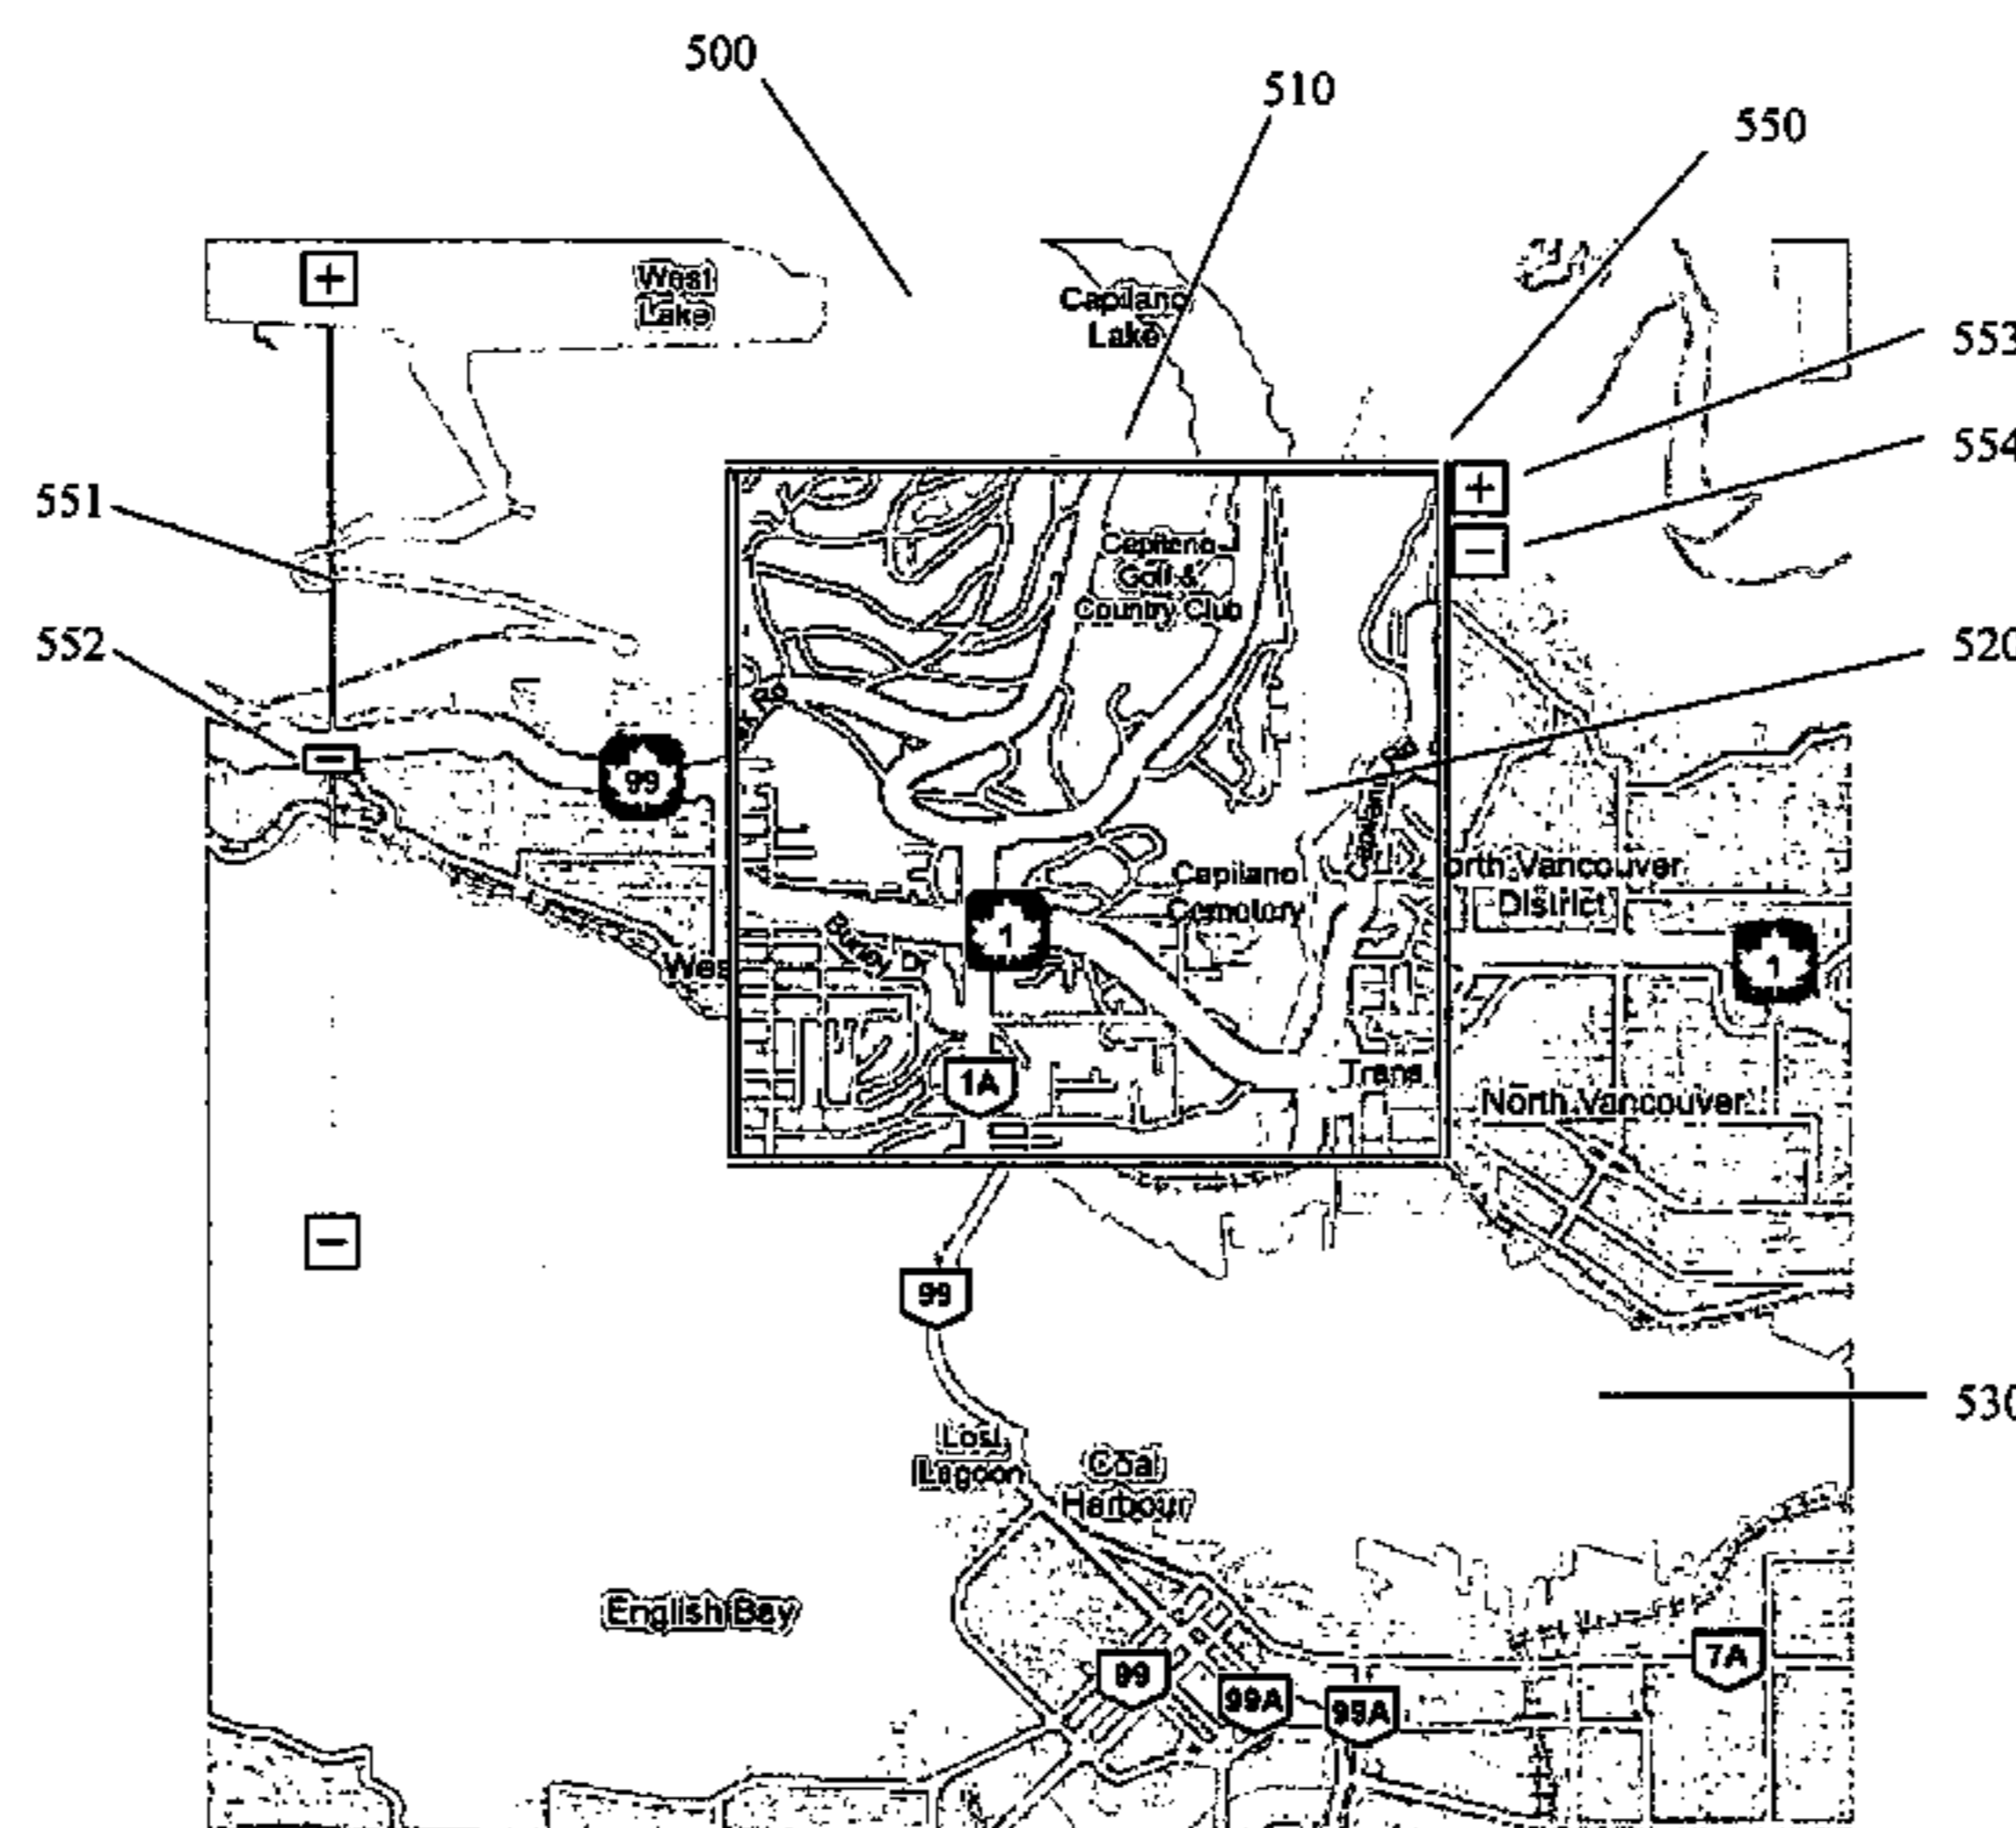 500
510
550
West
Lake
Capilano
Lake
553
554
551
Capilano
Golf &
Country Club
552
520
99
orth Vancouver
District
Capilano
Cemetery
1
1
Wes
1A
Trans
North Vancouver
99
530
Lost
Lagoon
Coal
Harbour
English Bay
99
99A
99A
7A